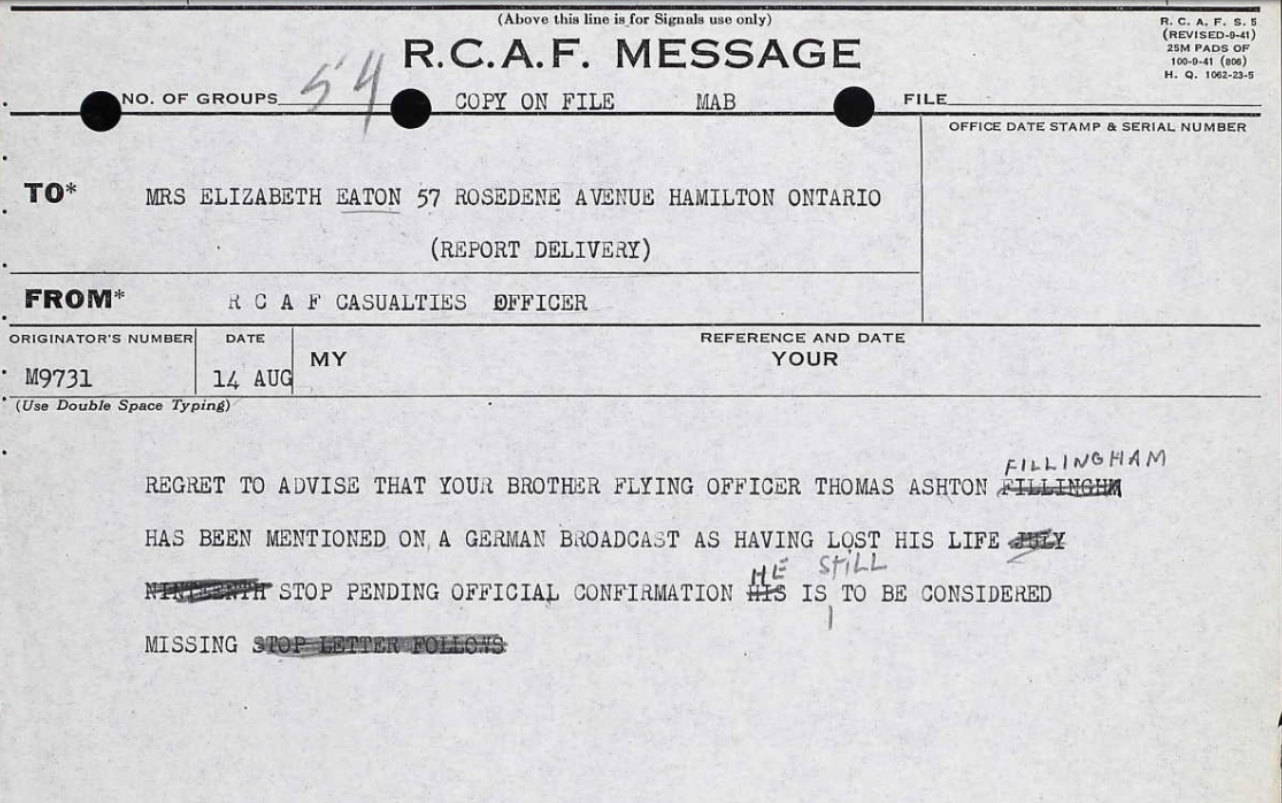 (Above this line is for Signals use only)
R. C. A. F. S. 5
(REVISED-9-41)
25M PADS OF
100-9-41 (806)
H. Q. 1062-23-5
R.C.A.F. MESSAGE
NO. OF GROUPS 54 COPY ON FILE MAB FILE
OFFICE DATE STAMP & SERIAL NUMBER
TO* MRS ELIZABETH EATON 57 ROSEDENE AVENUE HAMILTON ONTARIO
(REPORT DELIVERY)
FROM* R C A F CASUALTIES OFFICER
ORIGINATOR'S NUMBER DATE MY REFERENCE AND DATE YOUR
M9731 14 AUG
(Use Double Space Typing)
FILLINGHAM
REGRET TO ADVISE THAT YOUR BROTHER FLYING OFFICER THOMAS ASHTON FILLINGHM
HAS BEEN MENTIONED ON A GERMAN BROADCAST AS HAVING LOST HIS LIFE JULY
HE STILL
NINTEENTH STOP PENDING OFFICIAL CONFIRMATION HIS IS TO BE CONSIDERED
MISSING STOP LETTER FOLLOWS